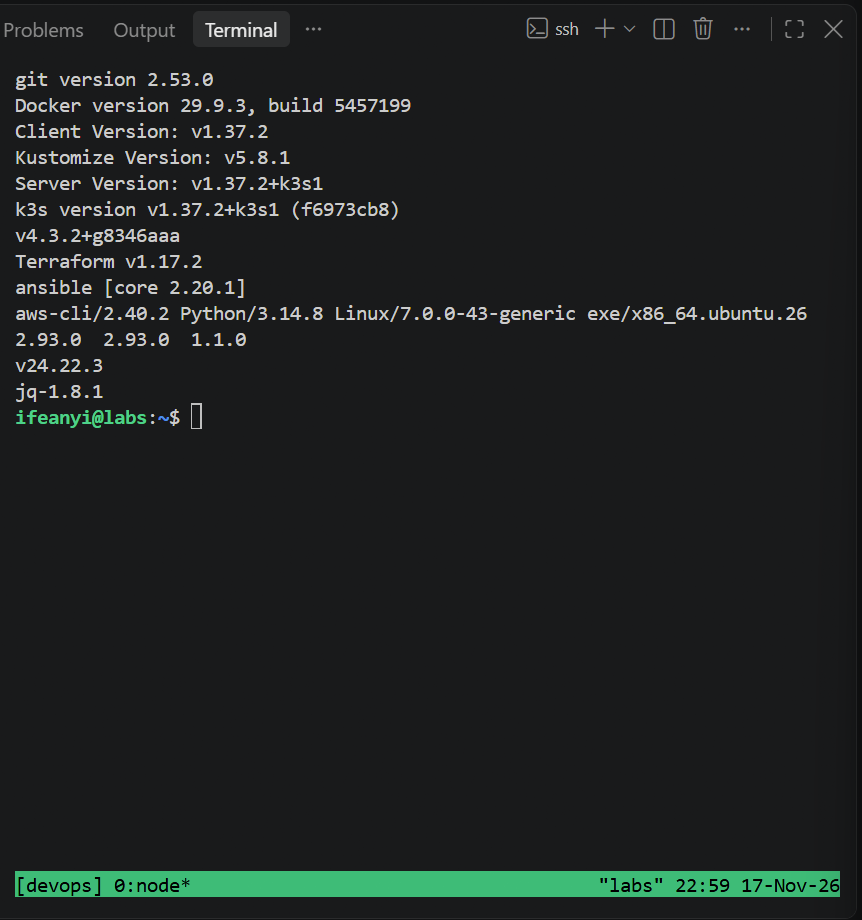 Problems Output Terminal ··· ssh ···
git version 2.53.0
Docker version 29.9.3, build 5457199
Client Version: v1.37.2
Kustomize Version: v5.8.1
Server Version: v1.37.2+k3s1
k3s version v1.37.2+k3s1 (f6973cb8)
v4.3.2+g8346aaa
Terraform v1.17.2
ansible [core 2.20.1]
aws-cli/2.40.2 Python/3.14.8 Linux/7.0.0-43-generic exe/x86_64.ubuntu.26
2.93.0  2.93.0  1.1.0
v24.22.3
jq-1.8.1
ifeanyi@labs:~$
[devops] 0:node* "labs" 22:59 17-Nov-26